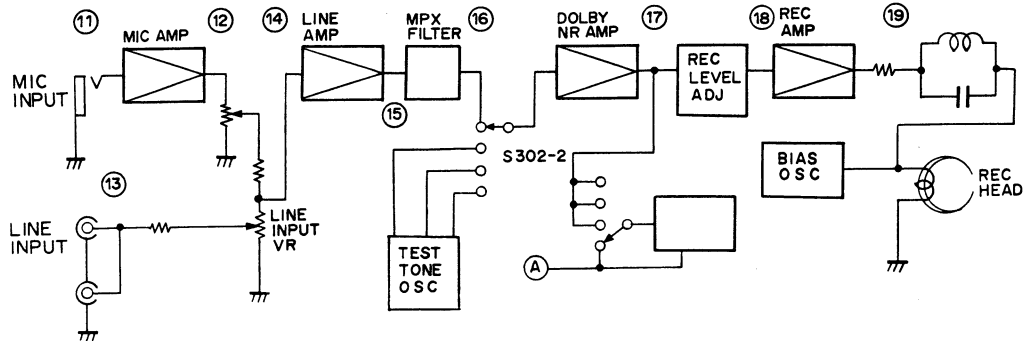 11
MIC AMP
12
14
LINE
AMP
MPX
FILTER
16
DOLBY
NR AMP
17
18
REC
AMP
19
MIC
INPUT
15
REC
LEVEL
ADJ
S302-2
13
LINE
INPUT
LINE
INPUT
VR
TEST
TONE
OSC
A
BIAS
OSC
REC
HEAD